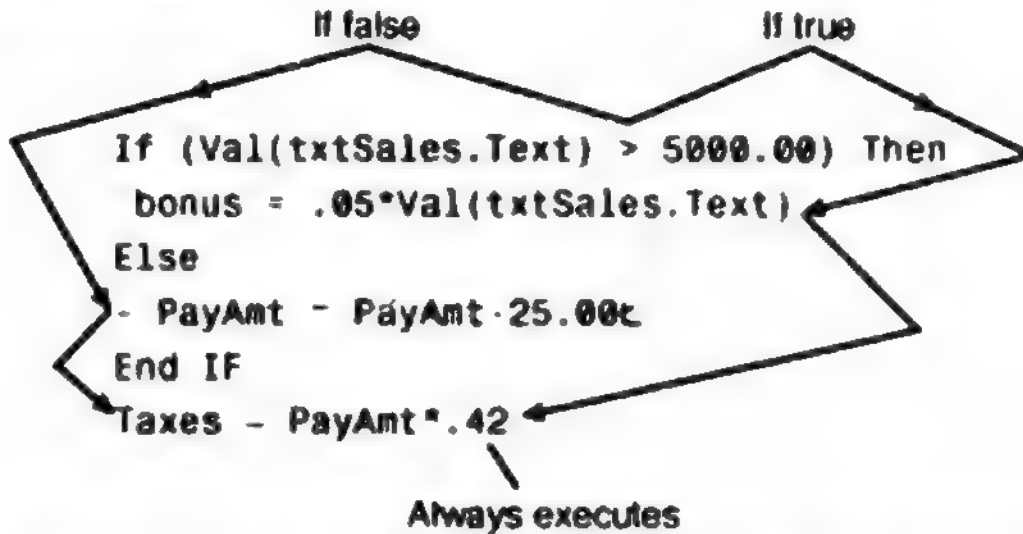 If false
If true
If (Val(txtSales.Text) > 5000.00) Then
bonus = .05*Val(txtSales.Text)
Else
- PayAmt - PayAmt·25.00
End IF
Taxes - PayAmt*.42
Always executes